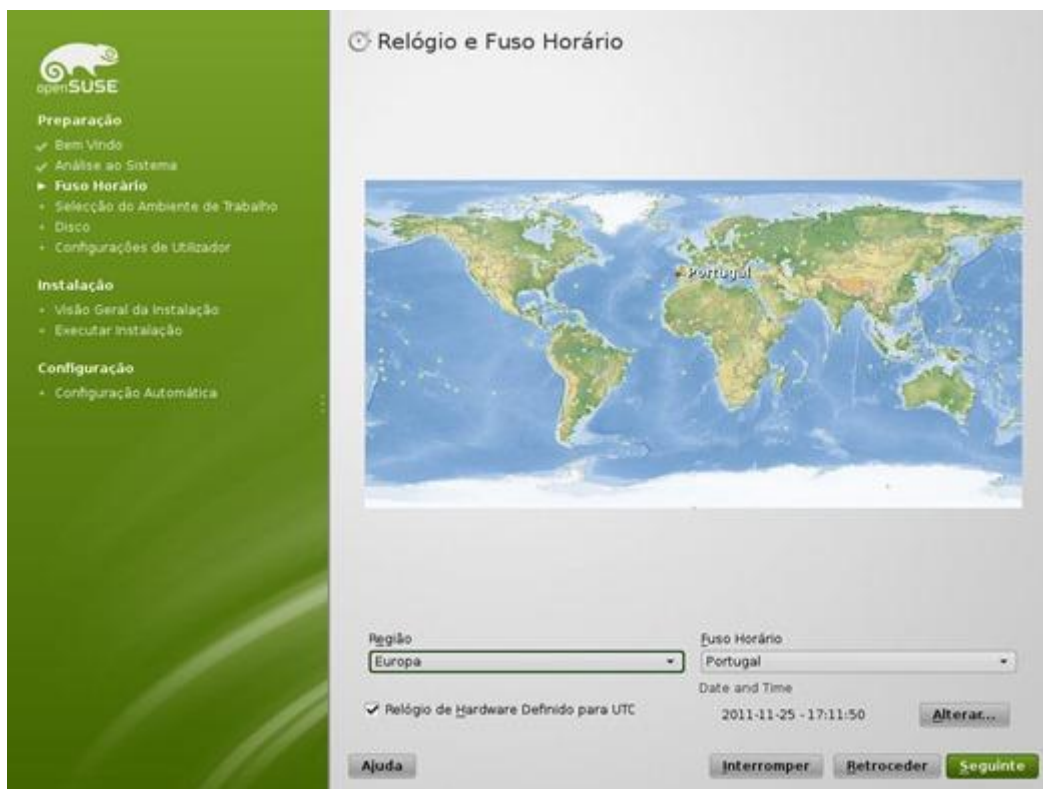 openSUSE
Preparação
Bem Vindo
Análise ao Sistema
Fuso Horário
Selecção do Ambiente de Trabalho
Disco
Configurações de Utilizador
Instalação
Visão Geral da Instalação
Executar Instalação
Configuração
Configuração Automática
Relógio e Fuso Horário
Portugal
Região
Europa
Relógio de Hardware Definido para UTC
Fuso Horário
Portugal
Date and Time
2011-11-25 - 17:11:50
Alterar...
Ajuda
Interromper
Retroceder
Seguinte